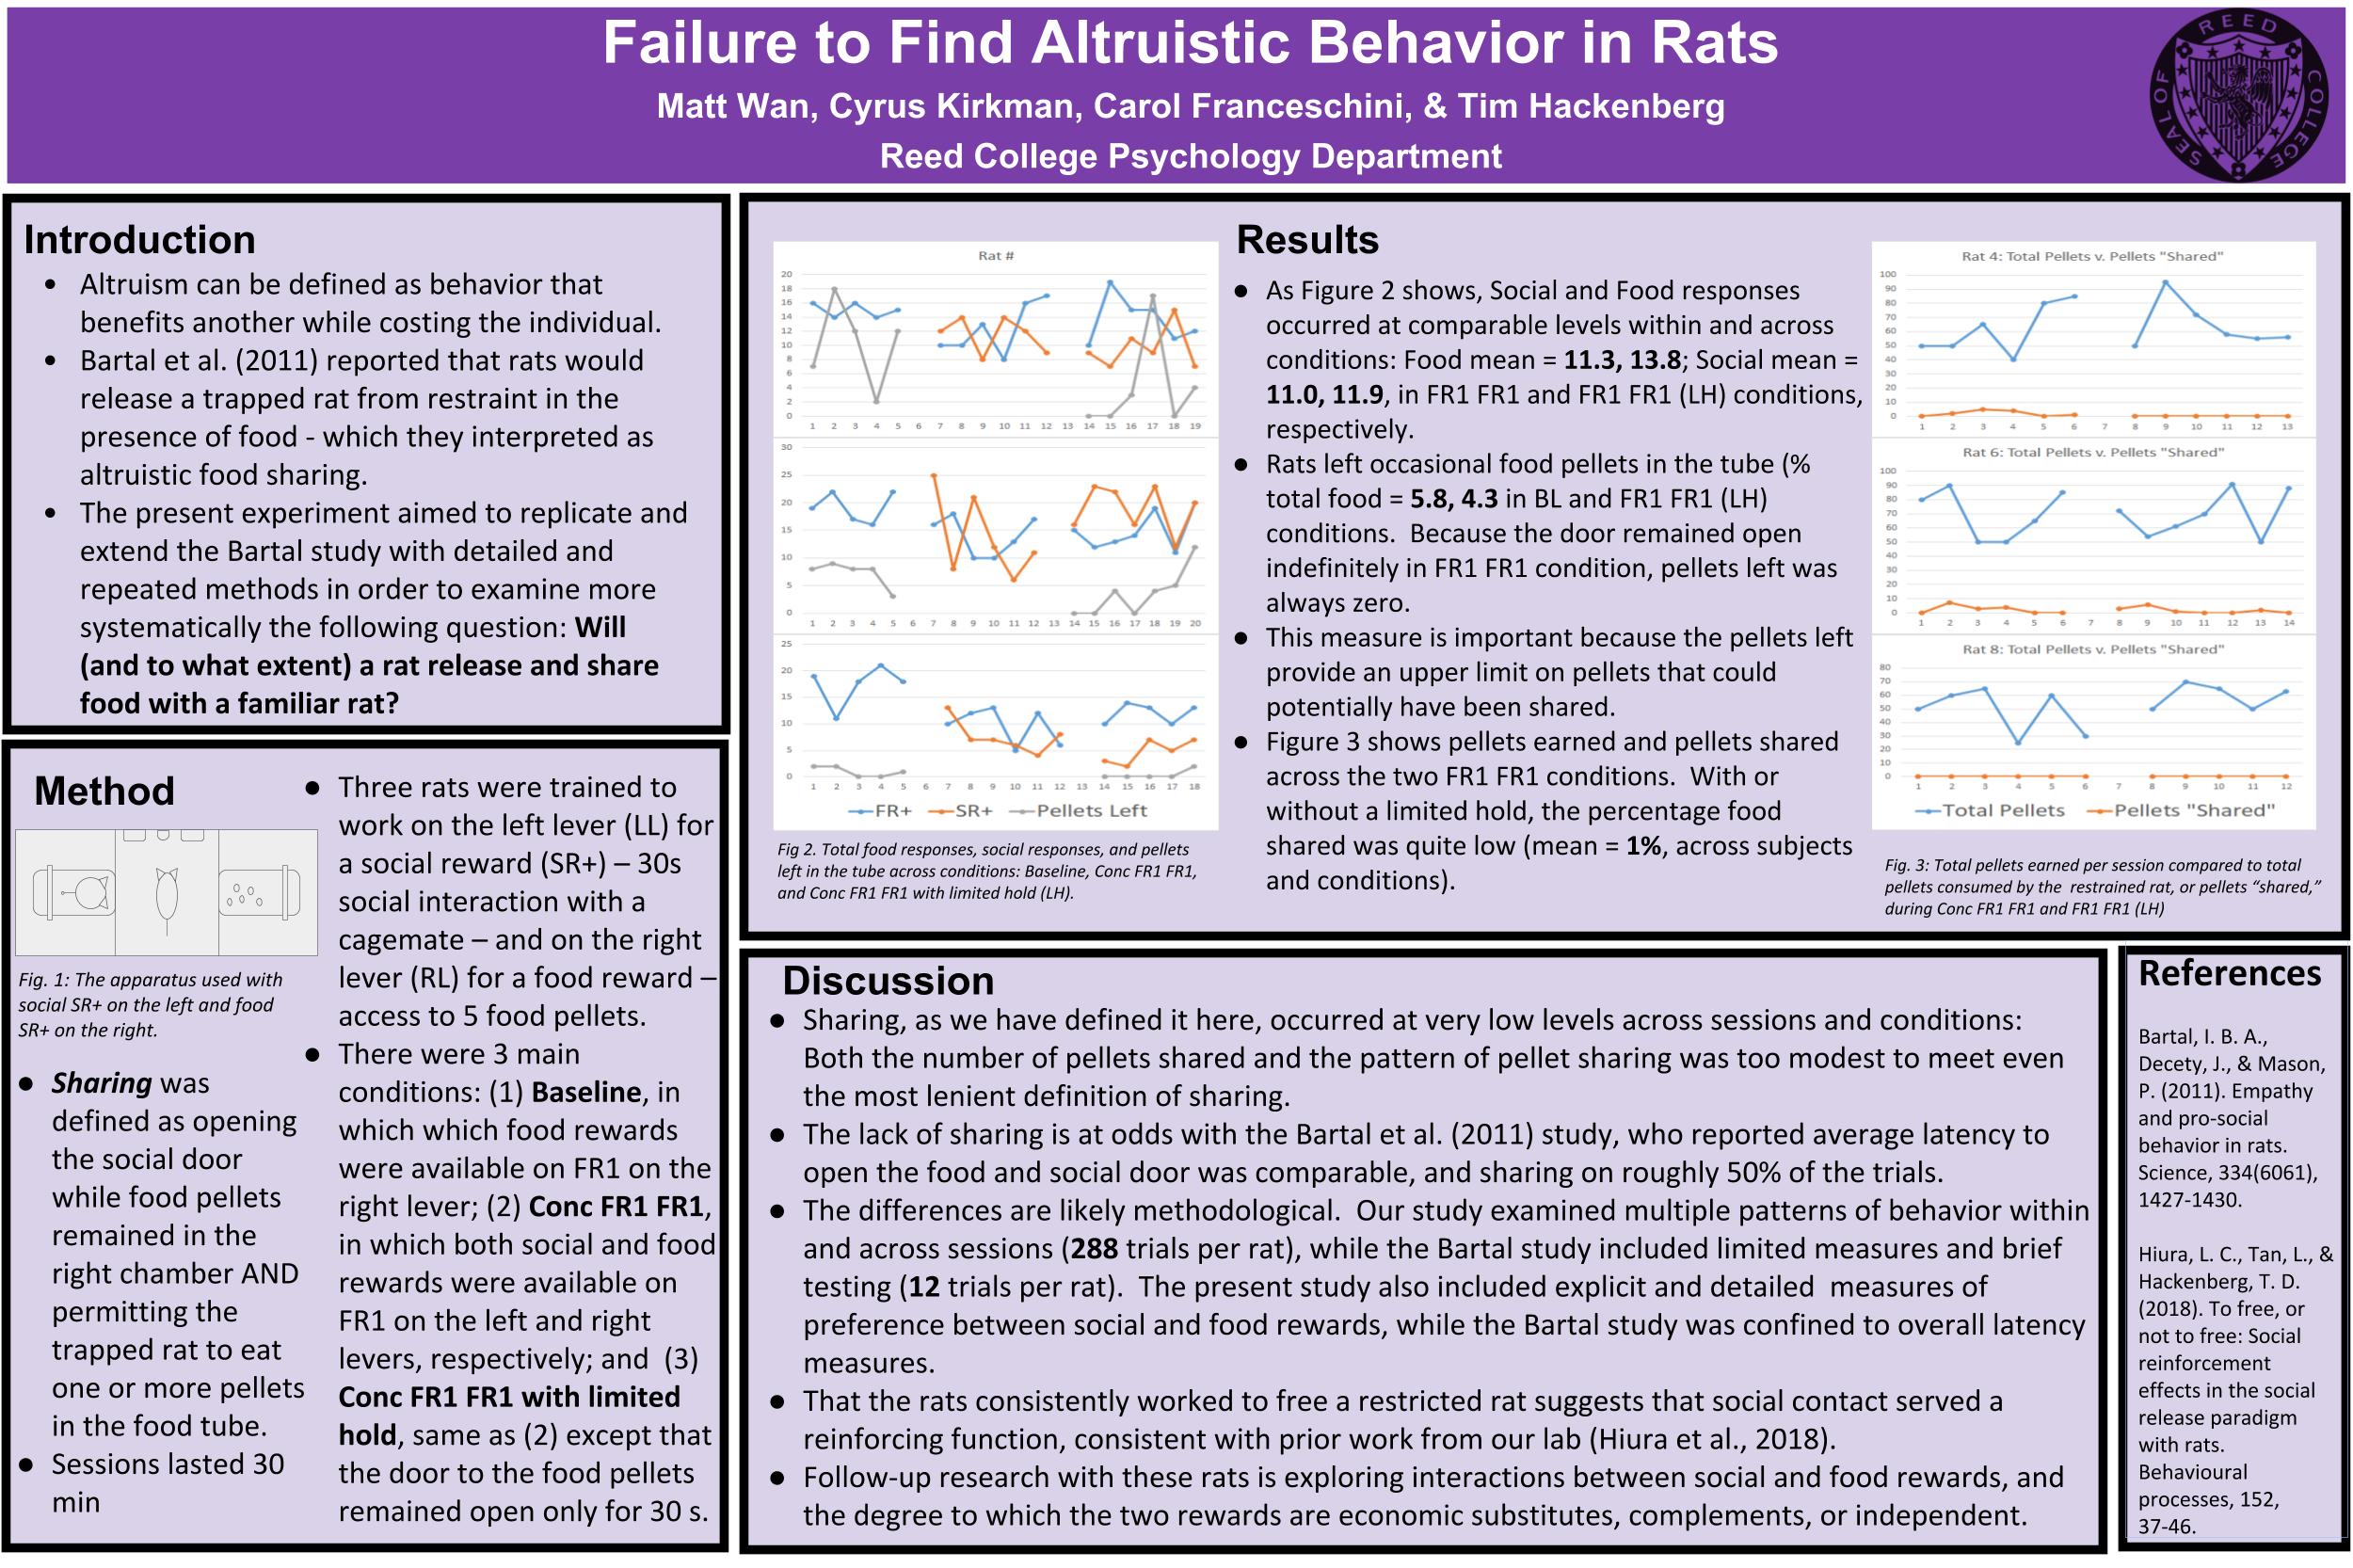 Failure to Find Altruistic Behavior in Rats
Matt Wan, Cyrus Kirkman, Carol Franceschini, & Tim Hackenberg
Reed College Psychology Department
SEAL OF REED COLLEGE
Introduction
• Altruism can be defined as behavior that
benefits another while costing the individual.
• Bartal et al. (2011) reported that rats would
release a trapped rat from restraint in the
presence of food - which they interpreted as
altruistic food sharing.
• The present experiment aimed to replicate and
extend the Bartal study with detailed and
repeated methods in order to examine more
systematically the following question: Will
(and to what extent) a rat release and share
food with a familiar rat?
Method
Fig. 1: The apparatus used with
social SR+ on the left and food
SR+ on the right.
● Sharing was
defined as opening
the social door
while food pellets
remained in the
right chamber AND
permitting the
trapped rat to eat
one or more pellets
in the food tube.
● Sessions lasted 30
min
● Three rats were trained to
work on the left lever (LL) for
a social reward (SR+) – 30s
social interaction with a
cagemate – and on the right
lever (RL) for a food reward –
access to 5 food pellets.
● There were 3 main
conditions: (1) Baseline, in
which which food rewards
were available on FR1 on the
right lever; (2) Conc FR1 FR1,
in which both social and food
rewards were available on
FR1 on the left and right
levers, respectively; and (3)
Conc FR1 FR1 with limited
hold, same as (2) except that
the door to the food pellets
remained open only for 30 s.
Rat #
20
18
16
14
12
10
8
6
4
2
0
1 2 3 4 5 6 7 8 9 10 11 12 13 14 15 16 17 18 19
30
25
20
15
10
5
0
1 2 3 4 5 6 7 8 9 10 11 12 13 14 15 16 17 18 19 20
25
20
15
10
5
0
1 2 3 4 5 6 7 8 9 10 11 12 13 14 15 16 17 18
FR+ SR+ Pellets Left
Fig 2. Total food responses, social responses, and pellets
left in the tube across conditions: Baseline, Conc FR1 FR1,
and Conc FR1 FR1 with limited hold (LH).
Results
● As Figure 2 shows, Social and Food responses
occurred at comparable levels within and across
conditions: Food mean = 11.3, 13.8; Social mean =
11.0, 11.9, in FR1 FR1 and FR1 FR1 (LH) conditions,
respectively.
● Rats left occasional food pellets in the tube (%
total food = 5.8, 4.3 in BL and FR1 FR1 (LH)
conditions. Because the door remained open
indefinitely in FR1 FR1 condition, pellets left was
always zero.
● This measure is important because the pellets left
provide an upper limit on pellets that could
potentially have been shared.
● Figure 3 shows pellets earned and pellets shared
across the two FR1 FR1 conditions. With or
without a limited hold, the percentage food
shared was quite low (mean = 1%, across subjects
and conditions).
Rat 4: Total Pellets v. Pellets "Shared"
100
90
80
70
60
50
40
30
20
10
0
1 2 3 4 5 6 7 8 9 10 11 12 13
Rat 6: Total Pellets v. Pellets "Shared"
100
90
80
70
60
50
40
30
20
10
0
1 2 3 4 5 6 7 8 9 10 11 12 13 14
Rat 8: Total Pellets v. Pellets "Shared"
80
70
60
50
40
30
20
10
0
1 2 3 4 5 6 7 8 9 10 11 12
Total Pellets Pellets "Shared"
Fig. 3: Total pellets earned per session compared to total
pellets consumed by the restrained rat, or pellets “shared,”
during Conc FR1 FR1 and FR1 FR1 (LH)
Discussion
● Sharing, as we have defined it here, occurred at very low levels across sessions and conditions:
Both the number of pellets shared and the pattern of pellet sharing was too modest to meet even
the most lenient definition of sharing.
● The lack of sharing is at odds with the Bartal et al. (2011) study, who reported average latency to
open the food and social door was comparable, and sharing on roughly 50% of the trials.
● The differences are likely methodological. Our study examined multiple patterns of behavior within
and across sessions (288 trials per rat), while the Bartal study included limited measures and brief
testing (12 trials per rat). The present study also included explicit and detailed measures of
preference between social and food rewards, while the Bartal study was confined to overall latency
measures.
● That the rats consistently worked to free a restricted rat suggests that social contact served a
reinforcing function, consistent with prior work from our lab (Hiura et al., 2018).
● Follow-up research with these rats is exploring interactions between social and food rewards, and
the degree to which the two rewards are economic substitutes, complements, or independent.
References
Bartal, I. B. A.,
Decety, J., & Mason,
P. (2011). Empathy
and pro-social
behavior in rats.
Science, 334(6061),
1427-1430.
Hiura, L. C., Tan, L., &
Hackenberg, T. D.
(2018). To free, or
not to free: Social
reinforcement
effects in the social
release paradigm
with rats.
Behavioural
processes, 152,
37-46.